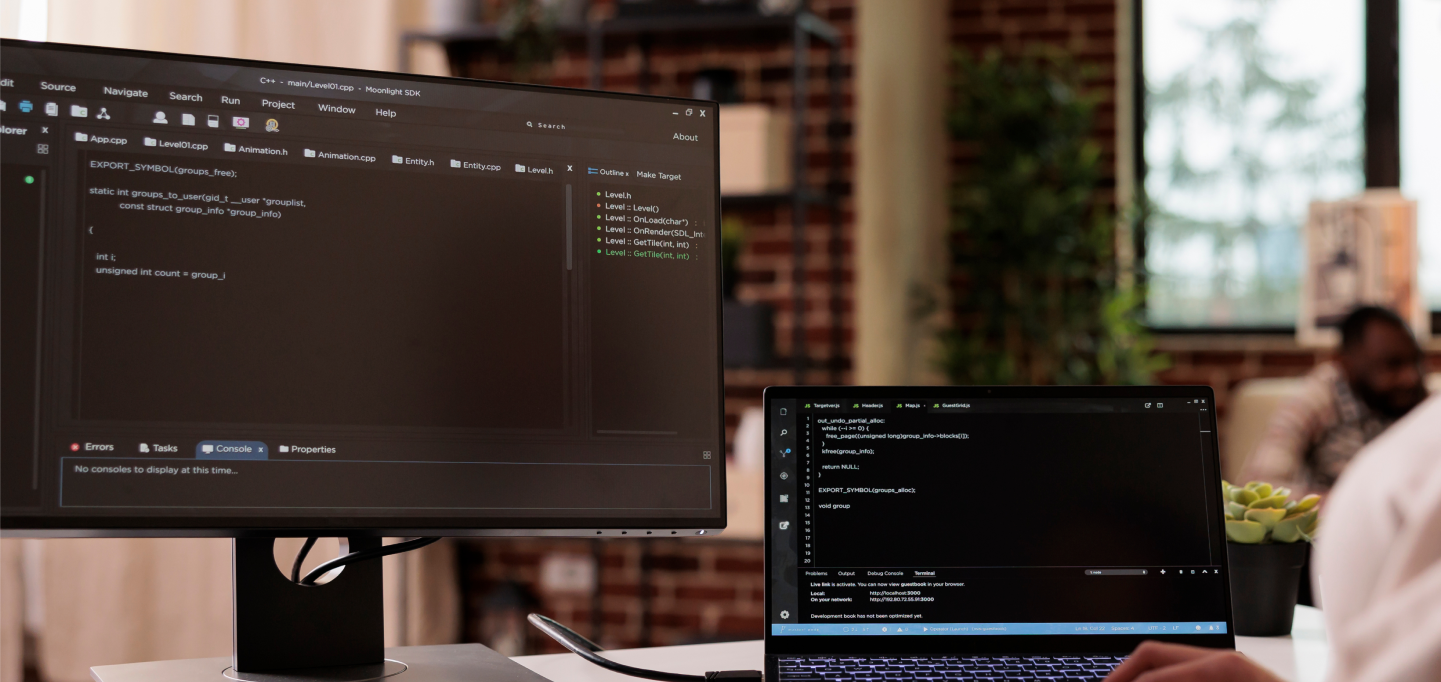 C++ - main/Level01.cpp - Moonlight SDK
dit Source Navigate Search Run Project Window Help
Search
About
lorer x
App.cpp Level01.cpp Animation.h Animation.cpp Entity.h Entity.cpp Level.h x
Outline x Make Target
EXPORT_SYMBOL(groups_free);
static int groups_to_user(gid_t __user *grouplist,
const struct group_info *group_info)
{
int i;
unsigned int count = group_i
Level.h
Level :: Level()
Level :: OnLoad(char*) :
Level :: OnRender(SDL_Int
Level :: GetTile(int, int) :
Level :: GetTile(int, int) :
Errors Tasks Console x Properties
No consoles to display at this time...
JS Targetver.js JS Header.js JS Map.js JS GuestGrid.js
1 out_undo_partial_alloc:
2 while (--i >= 0) {
3 free_page((unsigned long)group_info->blocks[i]);
4 }
5 kfree(group_info);
6
7 return NULL;
8 }
9
10 EXPORT_SYMBOL(groups_alloc);
11
12 void group
13
14
15
16
17
18
19
20
Problems Output Debug Console Terminal
Live link is activate. You can now view guestbook in your browser.
Local: http://localhost:3000
On your network: http://192.80.72.55.91:3000
Development book has not been optimized yet.